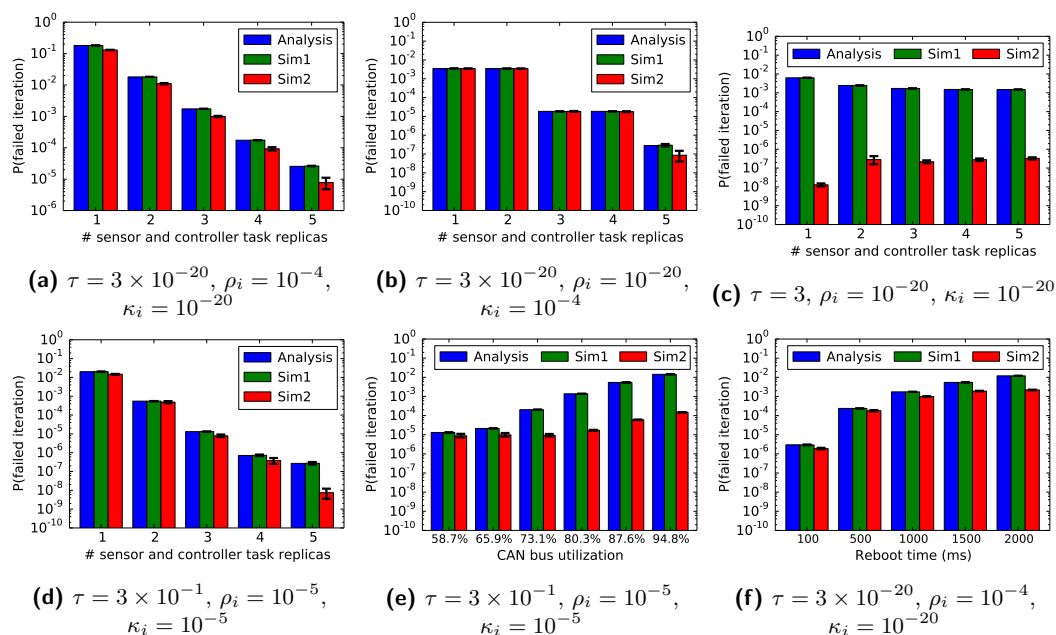 10^0
10^-1
10^-2
10^-3
10^-4
10^-5
10^-6
P(failed iteration)
Analysis
Sim1
Sim2
1 2 3 4 5
# sensor and controller task replicas
(a) τ = 3 × 10^-20, ρ_i = 10^-4,
κ_i = 10^-20
10^0
10^-1
10^-2
10^-3
10^-4
10^-5
10^-6
10^-7
10^-8
10^-9
10^-10
P(failed iteration)
Analysis
Sim1
Sim2
1 2 3 4 5
# sensor and controller task replicas
(b) τ = 3 × 10^-20, ρ_i = 10^-20,
κ_i = 10^-4
10^0
10^-1
10^-2
10^-3
10^-4
10^-5
10^-6
10^-7
10^-8
10^-9
10^-10
P(failed iteration)
Analysis Sim1 Sim2
1 2 3 4 5
# sensor and controller task replicas
(c) τ = 3, ρ_i = 10^-20, κ_i = 10^-20
10^0
10^-1
10^-2
10^-3
10^-4
10^-5
10^-6
10^-7
10^-8
10^-9
10^-10
P(failed iteration)
Analysis
Sim1
Sim2
1 2 3 4 5
# sensor and controller task replicas
(d) τ = 3 × 10^-1, ρ_i = 10^-5,
κ_i = 10^-5
10^0
10^-1
10^-2
10^-3
10^-4
10^-5
10^-6
10^-7
10^-8
10^-9
10^-10
P(failed iteration)
Analysis Sim1 Sim2
58.7% 65.9% 73.1% 80.3% 87.6% 94.8%
CAN bus utilization
(e) τ = 3 × 10^-1, ρ_i = 10^-5,
κ_i = 10^-5
10^0
10^-1
10^-2
10^-3
10^-4
10^-5
10^-6
10^-7
10^-8
10^-9
10^-10
P(failed iteration)
Analysis Sim1 Sim2
100 500 1000 1500 2000
Reboot time (ms)
(f) τ = 3 × 10^-20, ρ_i = 10^-4,
κ_i = 10^-20